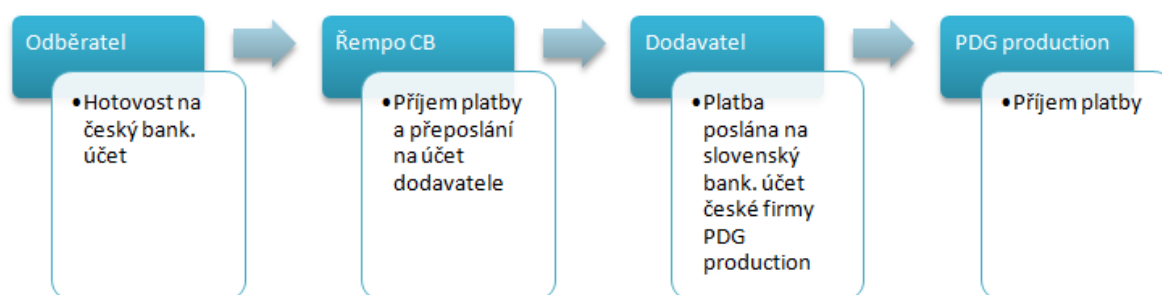 Odběratel
•Hotovost na
český bank.
účet
Řempo CB
•Příjem platby
a přeposlání
na účet
dodavatele
Dodavatel
•Platba
poslána na
slovenský
bank. účet
české firmy
PDG
production
PDG production
•Příjem platby